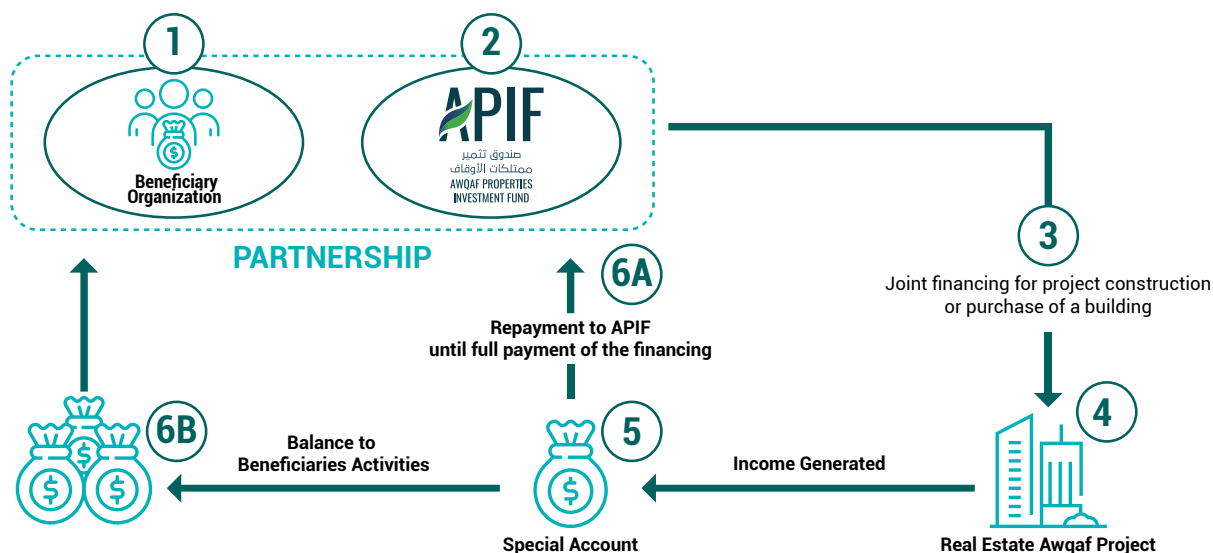 1
2
APIF
صندوق تثمير
ممتلكات الأوقاف
AWQAF PROPERTIES
INVESTMENT FUND
$
Beneficiary
Organization
PARTNERSHIP
3
Joint financing for project construction
or purchase of a building
6A
Repayment to APIF
until full payment of the financing
4
5
6B
$
$
$
$
Balance to
Beneficiaries Activities
Income Generated
Special Account
Real Estate Awqaf Project